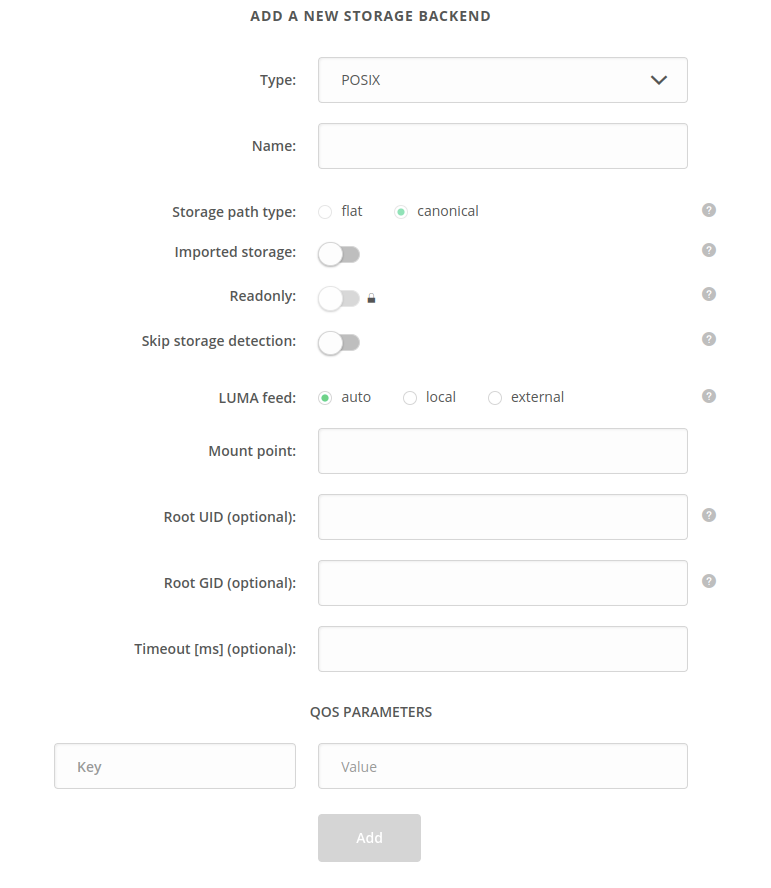 ADD A NEW STORAGE BACKEND
Type: POSIX
Name:
Storage path type: flat canonical ?
Imported storage: ?
Readonly: ?
Skip storage detection: ?
LUMA feed: auto local external ?
Mount point:
Root UID (optional): ?
Root GID (optional): ?
Timeout [ms] (optional):
QOS PARAMETERS
Key Value
Add